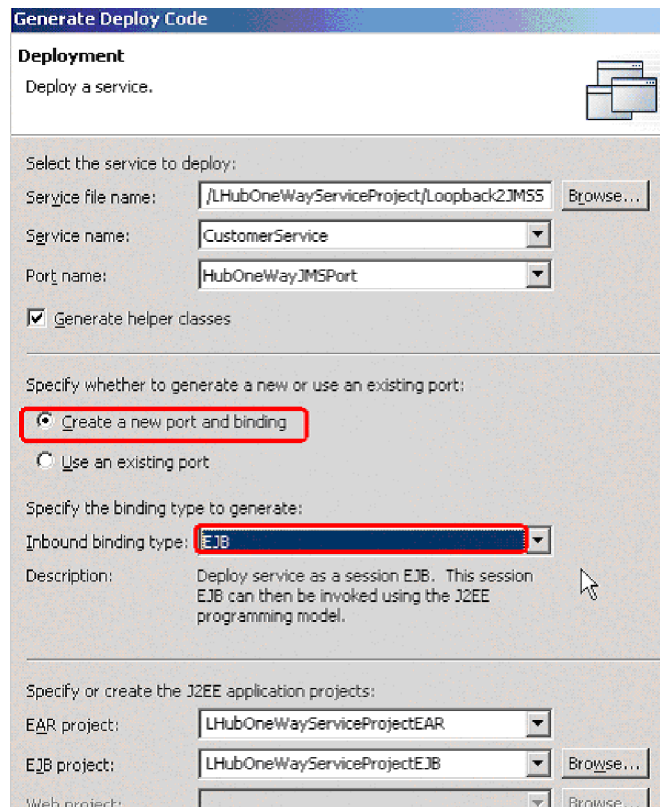 Generate Deploy Code
Deployment
Deploy a service.
Select the service to deploy:
Service file name: /LHubOneWayServiceProject/Loopback2JMSS Browse...
Service name: CustomerService
Port name: HubOneWayJMSPort
Generate helper classes
Specify whether to generate a new or use an existing port:
Create a new port and binding
Use an existing port
Specify the binding type to generate:
Inbound binding type: EJB
Description: Deploy service as a session EJB. This session
EJB can then be invoked using the J2EE
programming model.
Specify or create the J2EE application projects:
EAR project: LHubOneWayServiceProjectEAR
EJB project: LHubOneWayServiceProjectEJB Browse...
Web project: Browse...